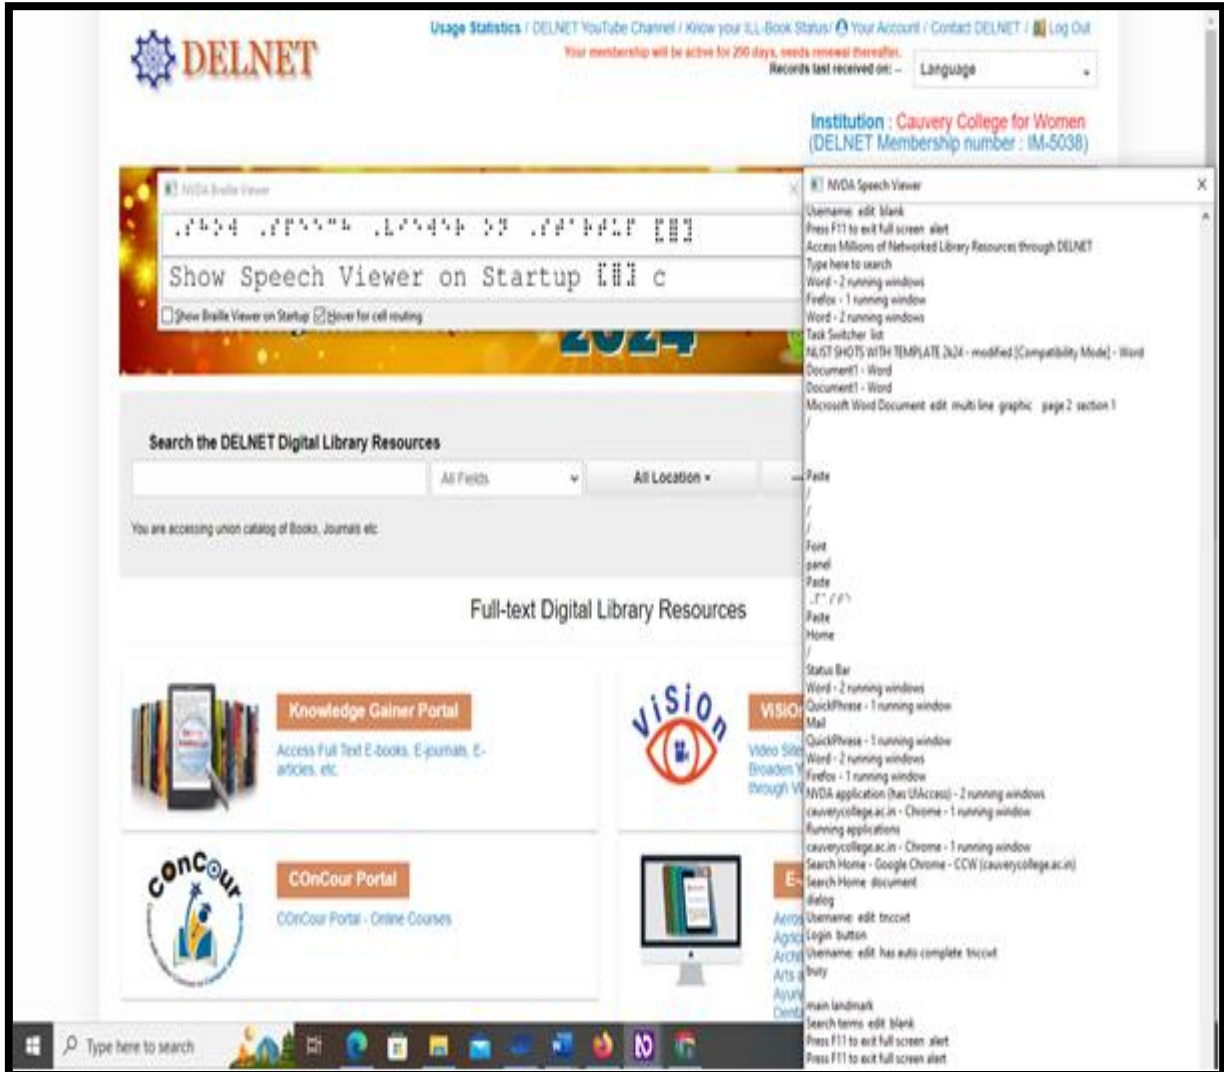 Usage Statistics / DELNET YouTube Channel / Know your ILL-Book Status/ Your Account / Contact DELNET / Log Out
DELNET
Your membership will be active for 290 days, needs renewal thereafter.
Records last received on: --
Language
Institution : Cauvery College for Women
(DELNET Membership number : IM-5038)
NVDA Braille Viewer
Show Speech Viewer on Startup ⣏⣿⣹ c
Show Braille Viewer on Startup Hover for cell routing
2024
Search the DELNET Digital Library Resources
All Fields
All Location
You are accessing union catalog of Books, Journals etc
Full-text Digital Library Resources
Knowledge Gainer Portal
Access Full Text E-books, E-journals, E-
articles, etc.
ViSiOn
Video
Broaden
through
COnCOur
COnCour Portal
COnCour Portal - Online Courses
E-
Arts
NVDA Speech Viewer
Username: edit blank
Press F11 to exit full screen alert
Access Millions of Networked Library Resources through DELNET
Type here to search
Word - 2 running windows
Firefox - 1 running window
Word - 2 running windows
Task Switcher list
NLIST SHOTS WITH TEMPLATE 2k24 - modified [Compatibility Mode] - Word
Document1 - Word
Document1 - Word
Microsoft Word Document edit multi line graphic page 2 section 1
/
Paste
/
/
/
Font
panel
Paste
Paste
Home
/
Status Bar
Word - 2 running windows
QuickPhrase - 1 running window
Mail
QuickPhrase - 1 running window
Word - 2 running windows
Firefox - 1 running window
NVDA application (has UIAccess) - 2 running windows
cauverycollege.ac.in - Chrome - 1 running window
Running applications
cauverycollege.ac.in - Chrome - 1 running window
Search Home - Google Chrome - CCW (cauverycollege.ac.in)
Search Home document
dialog
Username: edit tnccwt
Login button
Username: edit has auto complete tnccwt
busy
main landmark
Search terms edit blank
Press F11 to exit full screen alert
Press F11 to exit full screen alert
Type here to search